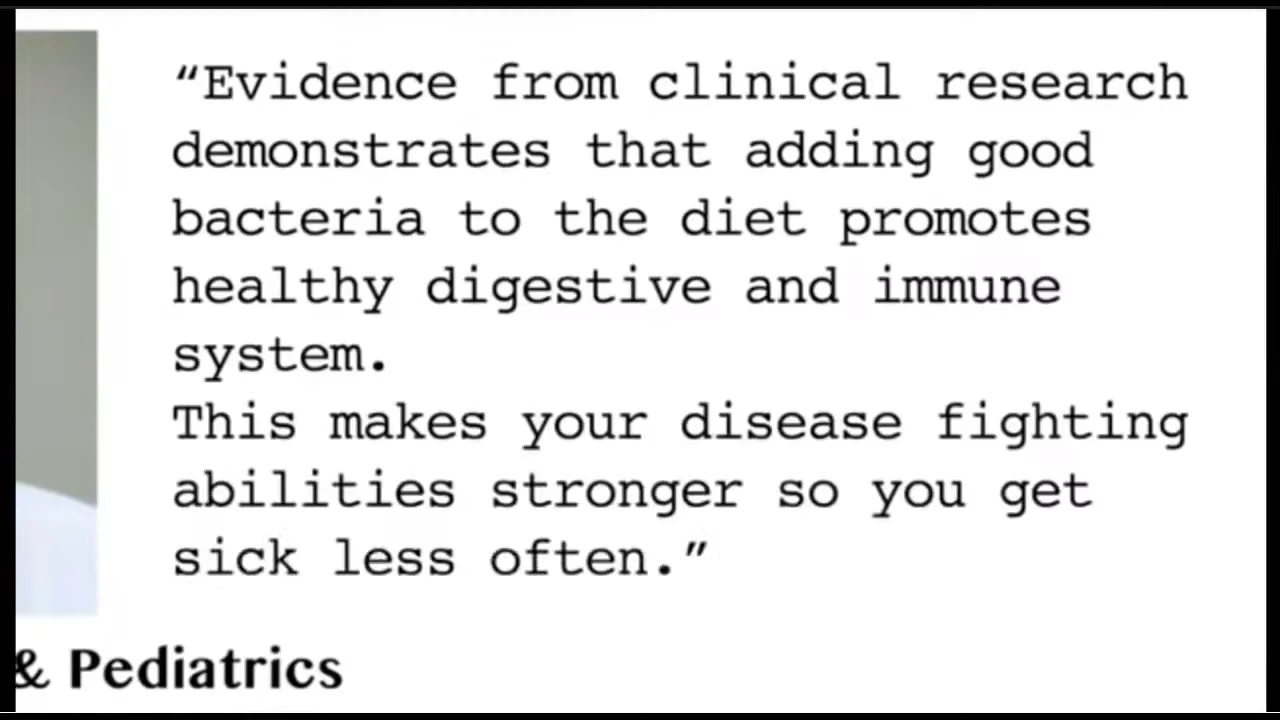 “Evidence from clinical research
demonstrates that adding good
bacteria to the diet promotes
healthy digestive and immune
system.
This makes your disease fighting
abilities stronger so you get
sick less often.”
& Pediatrics